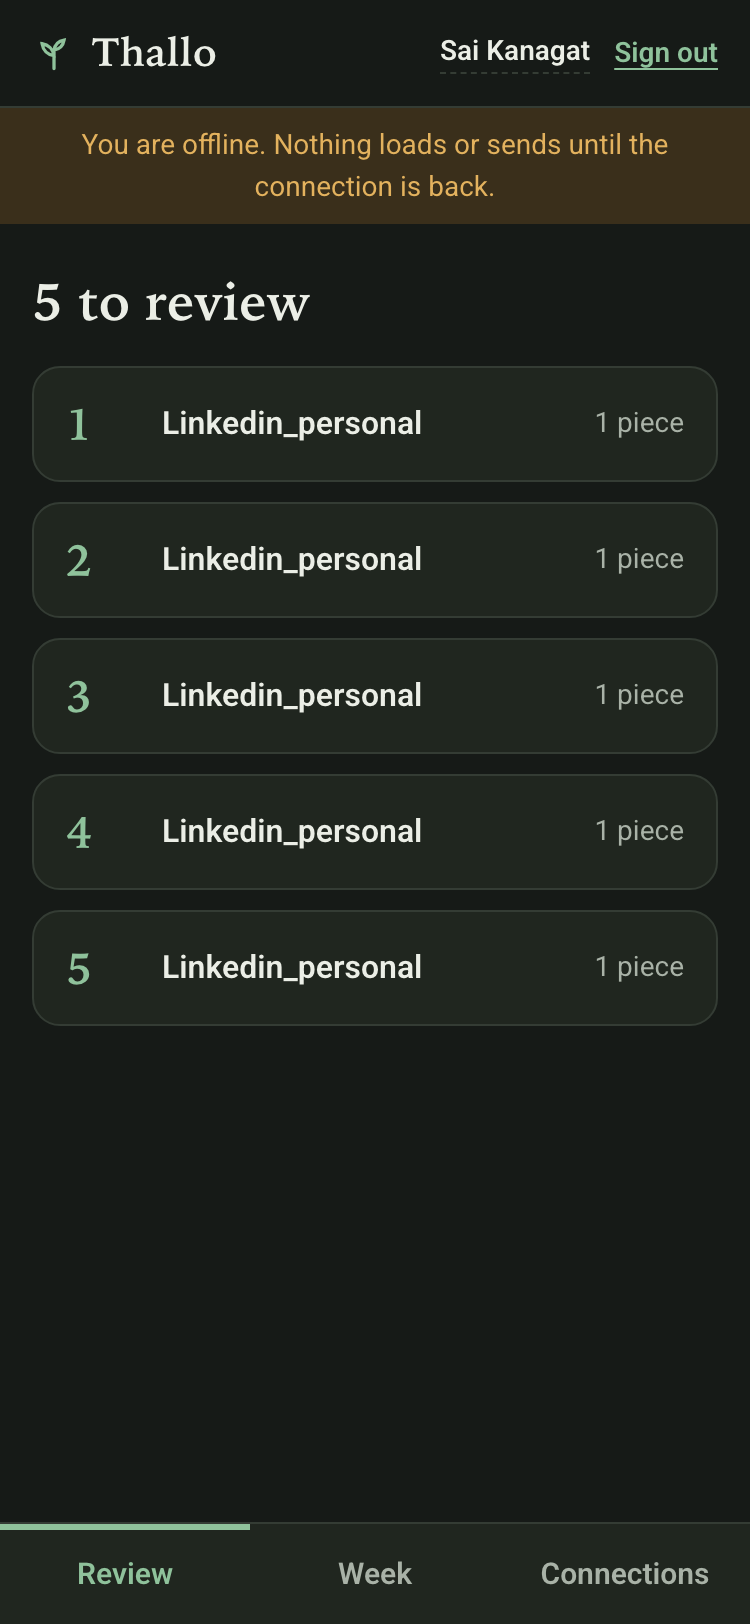 Thallo
Sai Kanagat
Sign out
You are offline. Nothing loads or sends until the
connection is back.
5 to review
1 Linkedin_personal 1 piece
2 Linkedin_personal 1 piece
3 Linkedin_personal 1 piece
4 Linkedin_personal 1 piece
5 Linkedin_personal 1 piece
Review Week Connections